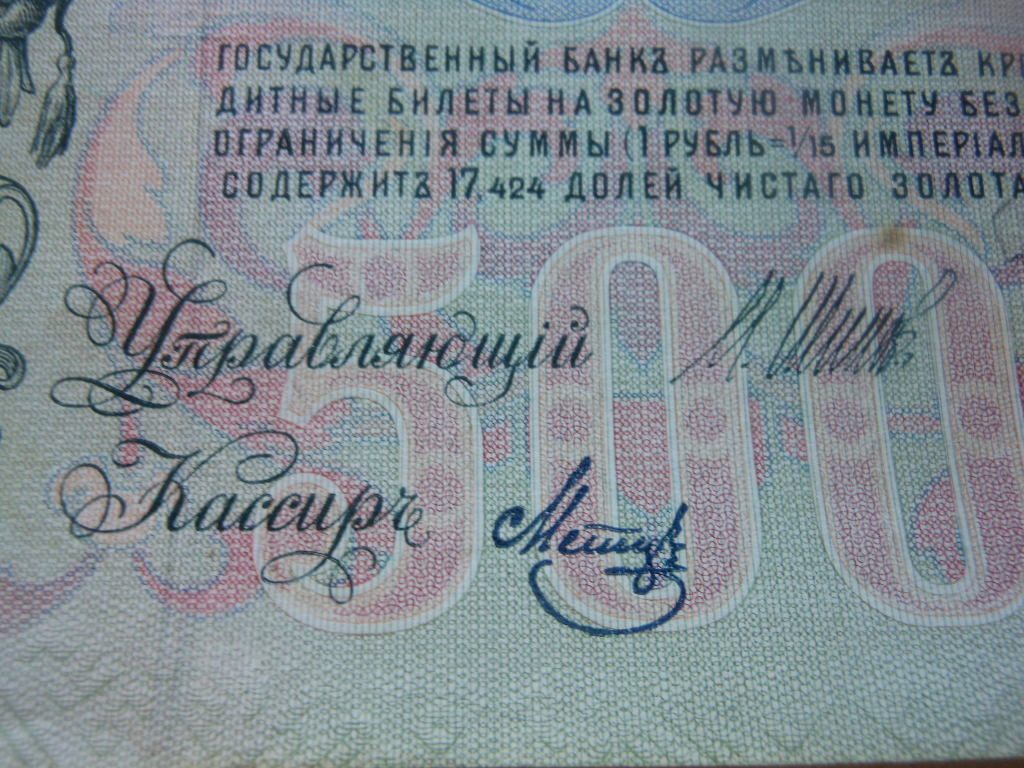 ГОСУДАРСТВЕННЫЙ БАНКЪ РАЗМѢНИВАЕТЪ КРЕ
ДИТНЫЕ БИЛЕТЫ НА ЗОЛОТУЮ МОНЕТУ БЕЗ
ОГРАНИЧЕНІЯ СУММЫ (1 РУБЛЬ=1/15 ИМПЕРІАЛ
СОДЕРЖИТЪ 17,424 ДОЛЕЙ ЧИСТАГО ЗОЛОТА
500
Управляющій
Кассиръ